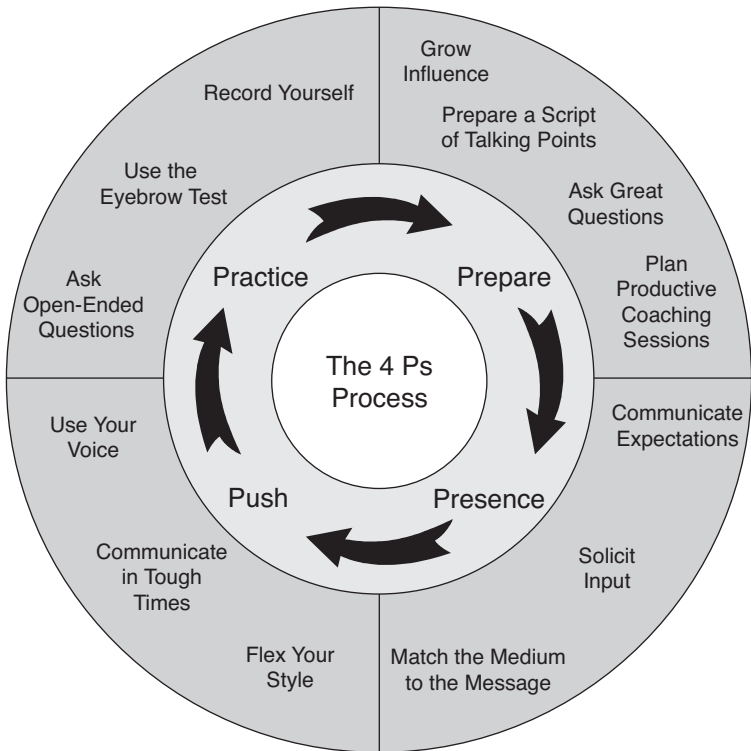 Grow
Influence
Prepare a Script
of Talking Points
Ask Great
Questions
Plan
Productive
Coaching
Sessions
Communicate
Expectations
Solicit
Input
Match the Medium
to the Message
Flex Your
Style
Communicate
in Tough
Times
Use Your
Voice
Ask
Open-Ended
Questions
Use the
Eyebrow Test
Record Yourself
Practice
Prepare
Presence
Push
The 4 Ps
Process